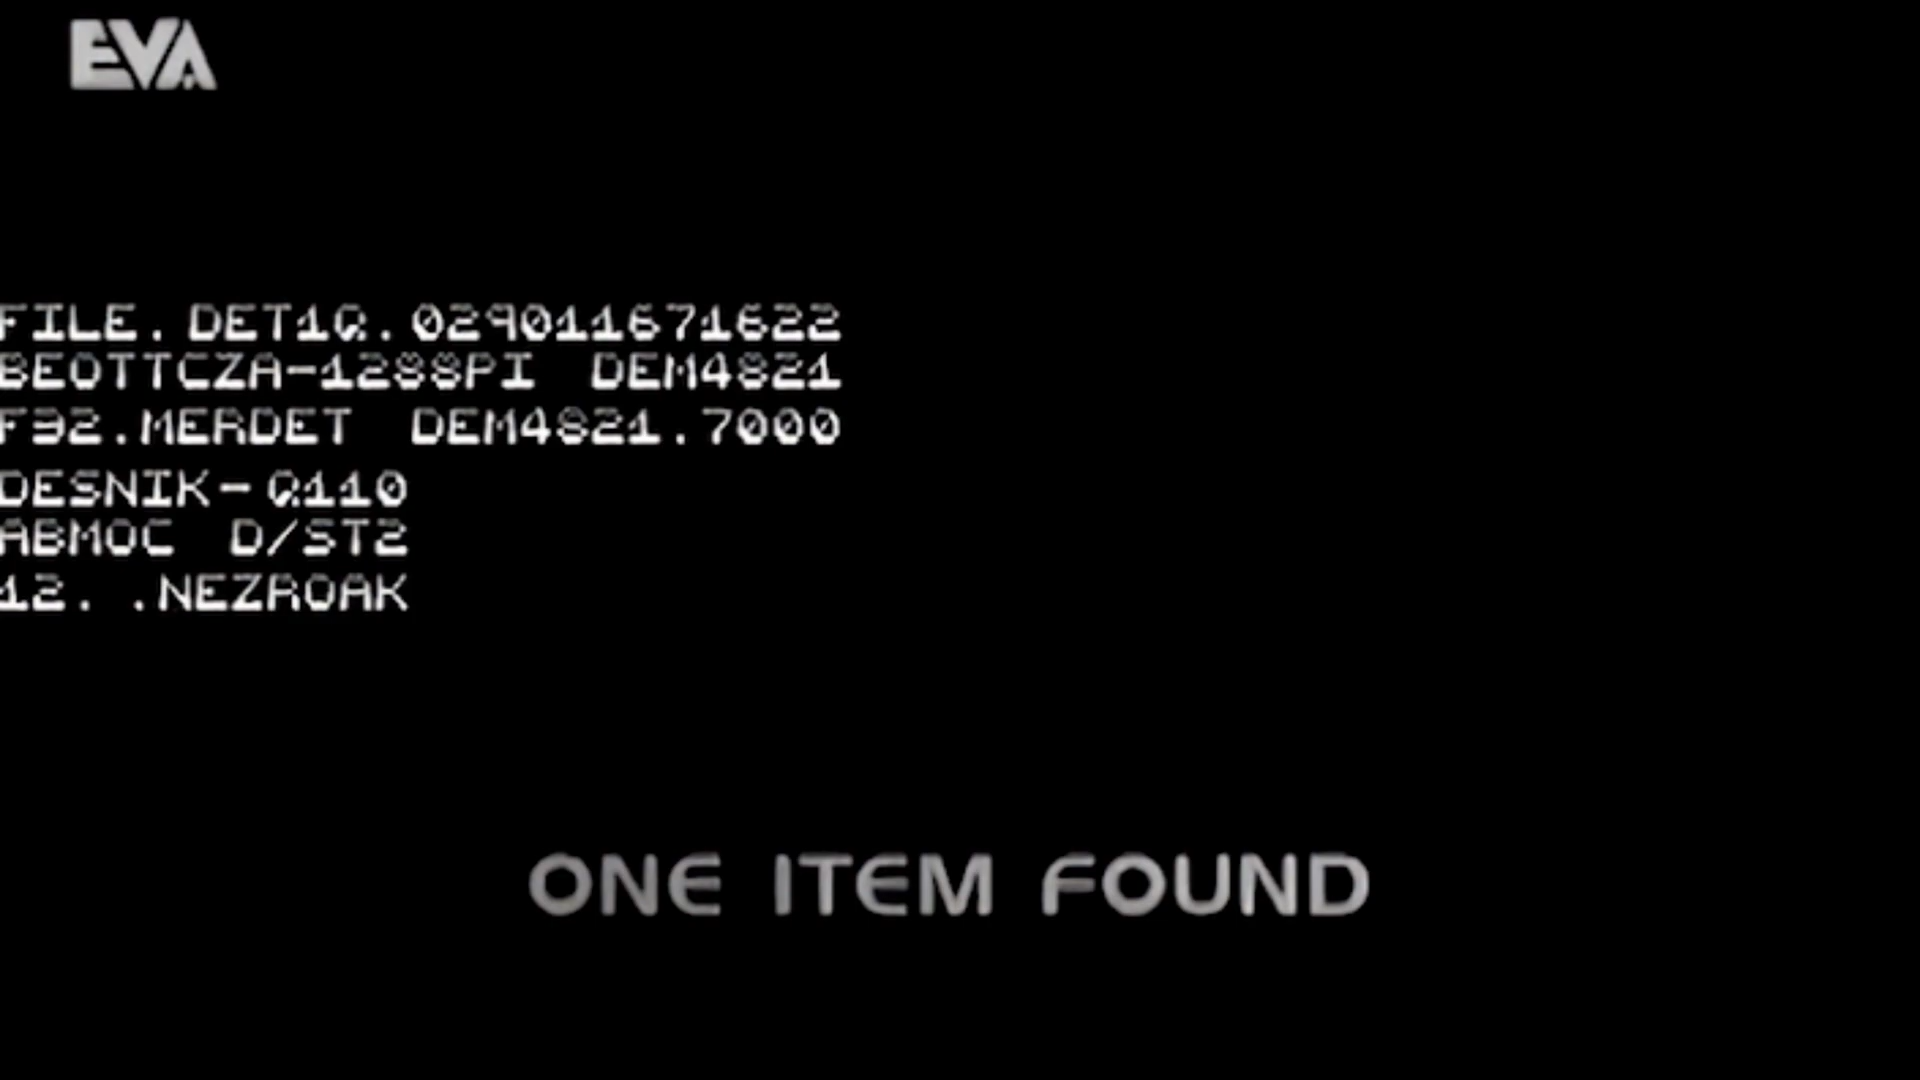 EVA
FILE.DET1Q.029011671622
BEOTTCZA-1288PI DEM4821
F32.MERDET DEM4821.7000
DESNIK-Q110
ABMOC D/ST2
12. .NEZROAK
ONE ITEM FOUND